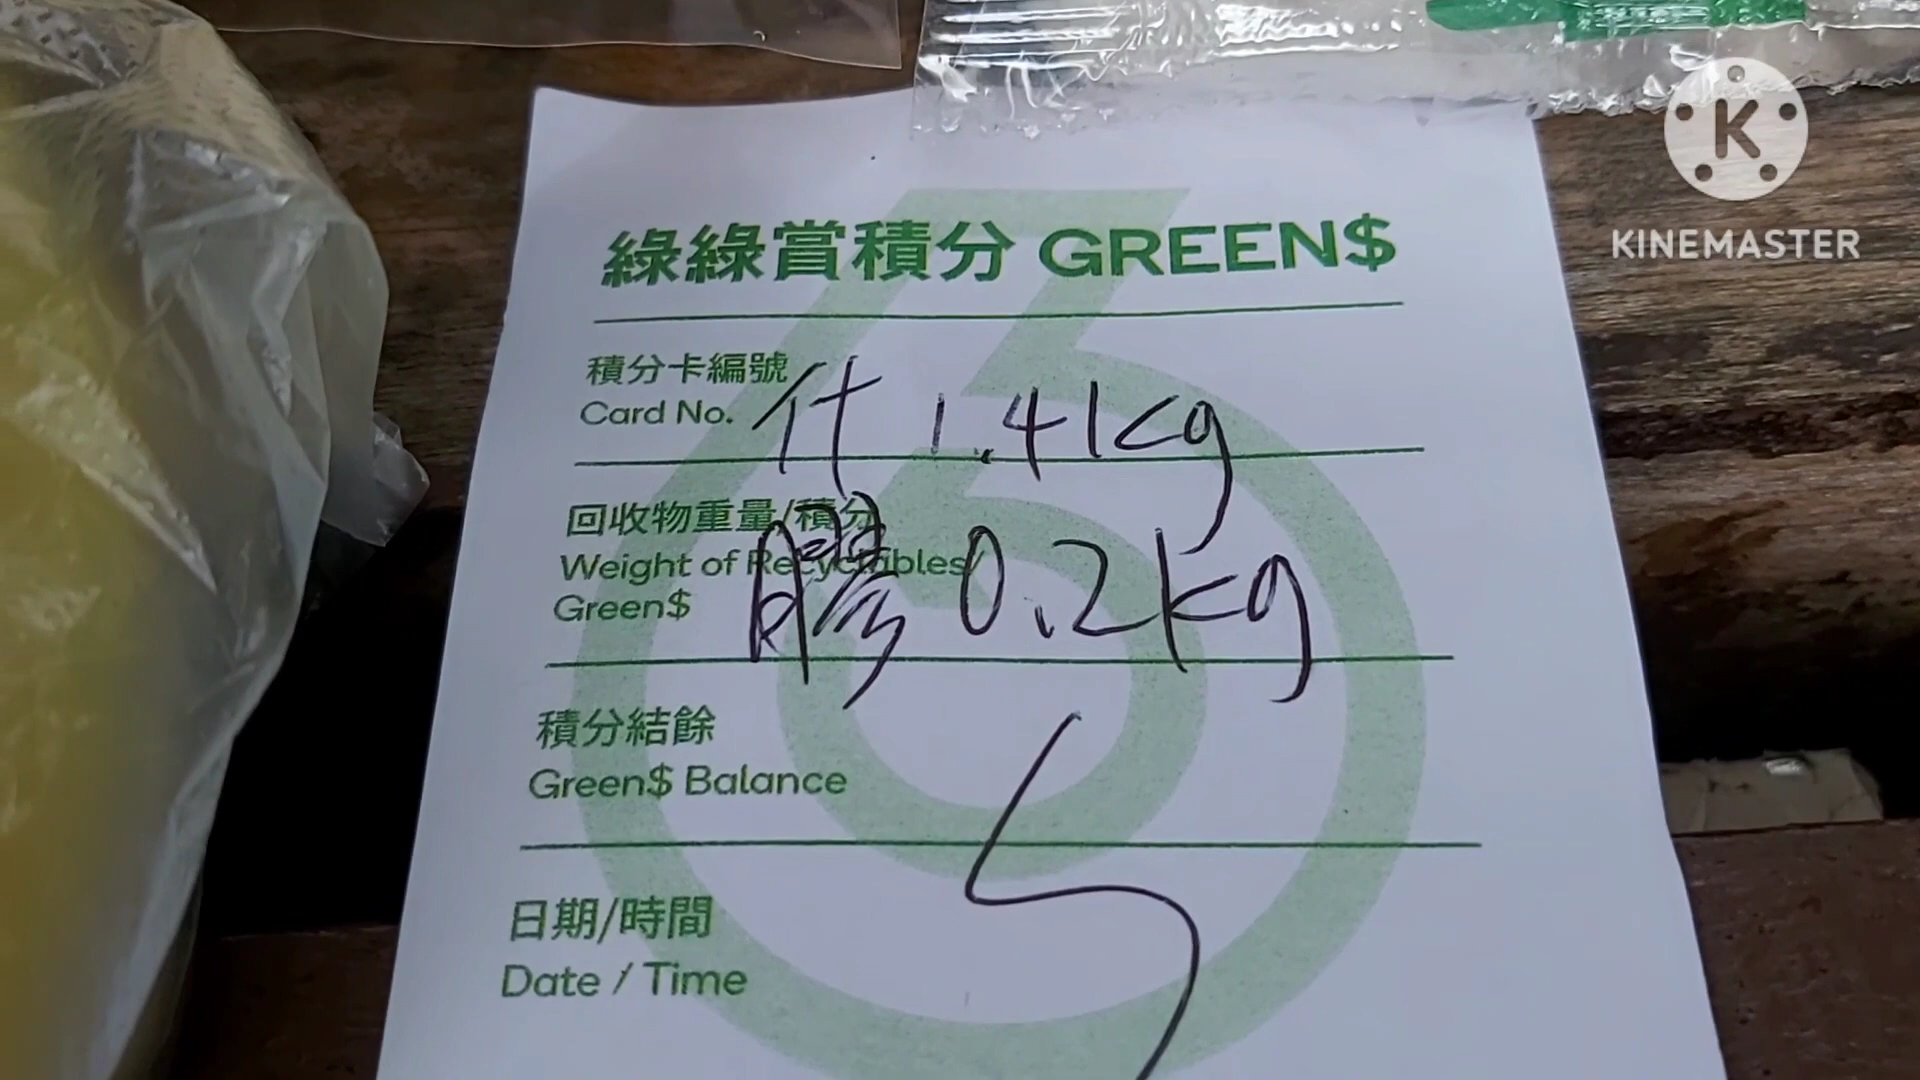 KINEMASTER
綠綠賞積分 GREEN$
積分卡編號
Card No.
什 1.41kg
回收物重量/積分
Weight of Recyclables/
Green$
膠 0.2kg
積分結餘
Green$ Balance
日期/時間
Date / Time